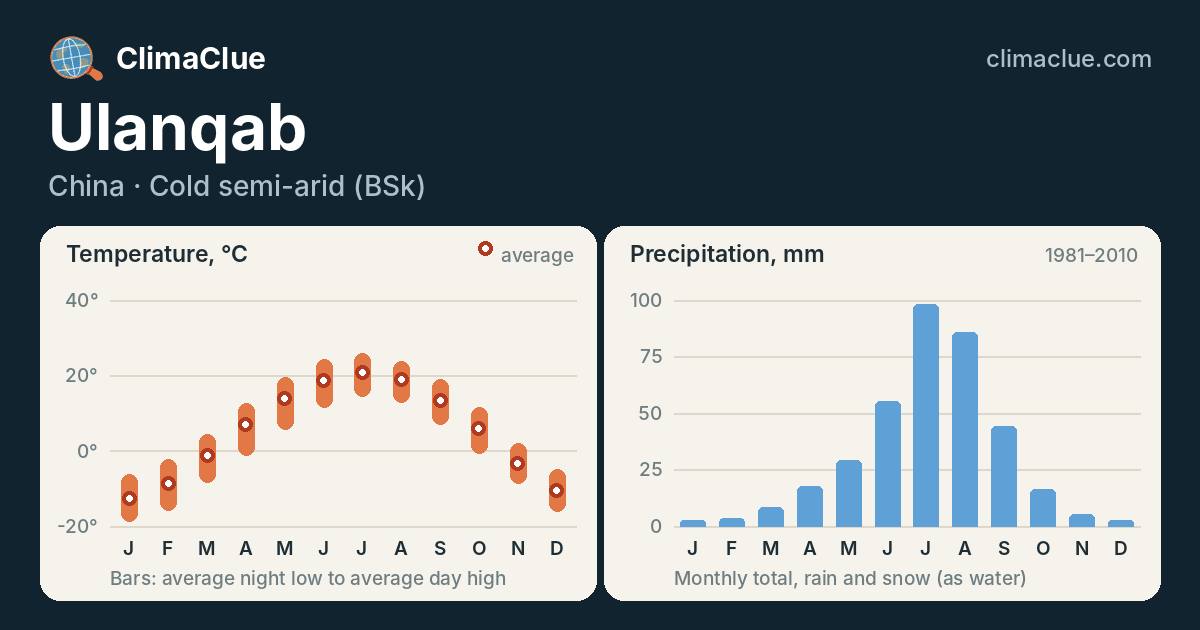 ClimaClue
climaclue.com
Ulanqab
China · Cold semi-arid (BSk)
Temperature, °C
average
40°
20°
0°
-20°
J F M A M J J A S O N D
Bars: average night low to average day high
Precipitation, mm
1981–2010
100
75
50
25
0
J F M A M J J A S O N D
Monthly total, rain and snow (as water)